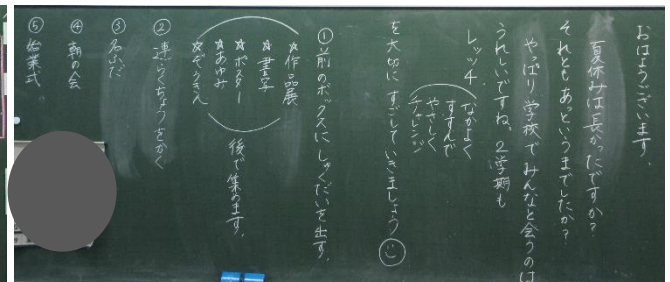 おはようございます。
夏休みは長かったですか?
それともあっというまでしたか?
やっぱり学校でみんなと会うのは
うれしいですね。2学期も
レッツ4
なかよく
すすんで
やさしく
チャレンジ
を大切にすごしていきましょう
①前のボックスにしゅくだいを出す。
☆作品展
☆書写
☆ポスター
☆あゆみ
☆ぞうきん
後で集めます。
②連らくちょうをかく
③名ふだ
④朝の会
⑤始業式